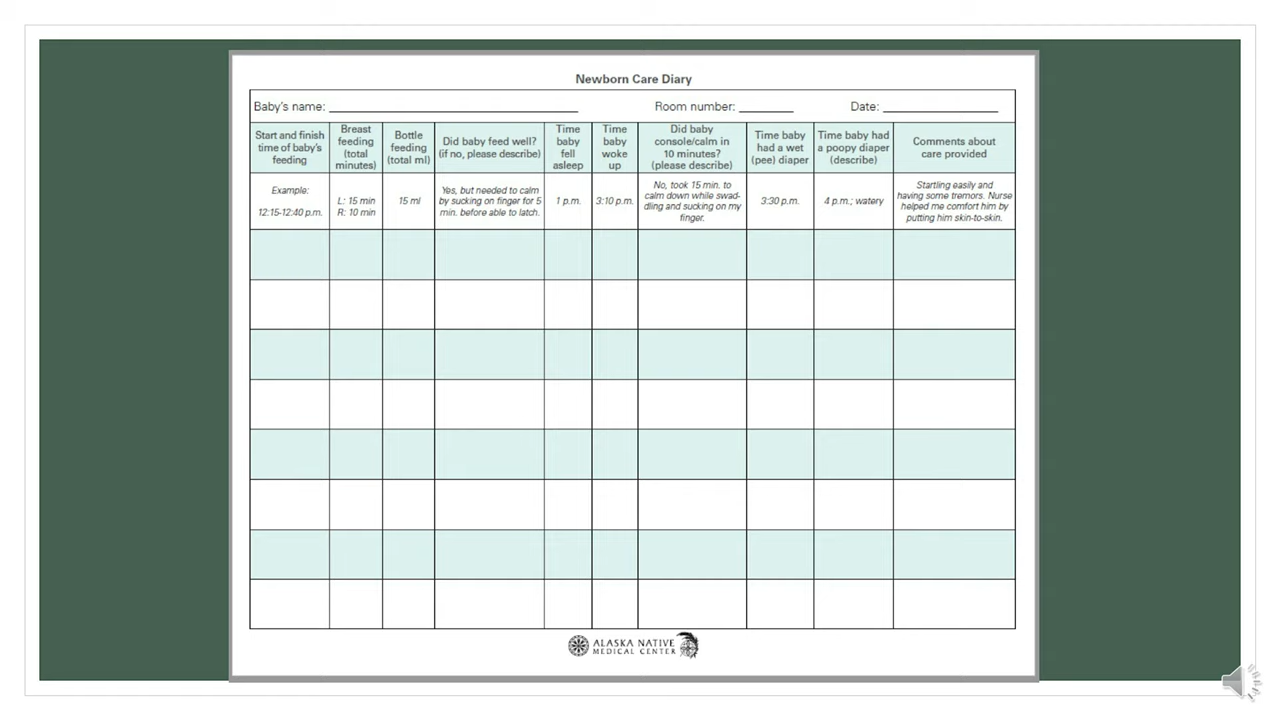 Newborn Care Diary
Baby's name: Room number: Date:
Start and finish
time of baby's
feeding
Breast
feeding
(total
minutes)
Bottle
feeding
(total ml)
Did baby feed well?
(if no, please describe)
Time
baby
fell
asleep
Time
baby
woke
up
Did baby
console/calm in
10 minutes?
(please describe)
Time baby
had a wet
(pee) diaper
Time baby had
a poopy diaper
(describe)
Comments about
care provided
Example:
12:15-12:40 p.m.
L: 15 min
R: 10 min
15 ml
Yes, but needed to calm
by sucking on finger for 5
min. before able to latch.
1 p.m.
3:10 p.m.
No, took 15 min. to
calm down while swad-
dling and sucking on my
finger.
3:30 p.m.
4 p.m.; watery
Startling easily and
having some tremors. Nurse
helped me comfort him by
putting him skin-to-skin.
ALASKA NATIVE
MEDICAL CENTER